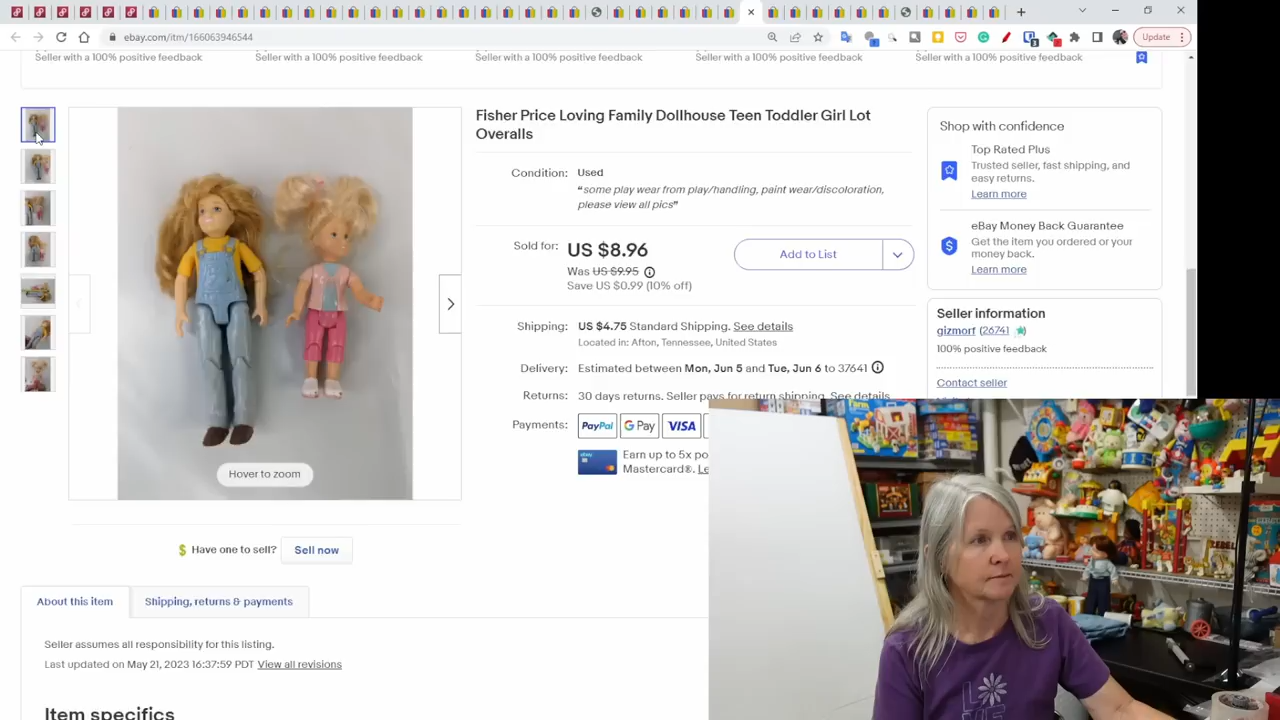 ebay.com/itm/166063946544
Update
Seller with a 100% positive feedback
Seller with a 100% positive feedback
Seller with a 100% positive feedback
Seller with a 100% positive feedback
Seller with a 100% positive feedback
Fisher Price Loving Family Dollhouse Teen Toddler Girl Lot
Overalls
Condition: Used
“some play wear from play/handling, paint wear/discoloration,
please view all pics”
Sold for: US $8.96
Was US $9.95
Save US $0.99 (10% off)
Add to List
Shipping: US $4.75 Standard Shipping. See details
Located in: Afton, Tennessee, United States
Delivery: Estimated between Mon, Jun 5 and Tue, Jun 6 to 37641
Returns: 30 days returns. Seller pays for return shipping. See details
Payments: PayPal G Pay VISA
Earn up to 5x po
Mastercard®. Le
Hover to zoom
Have one to sell? Sell now
Shop with confidence
Top Rated Plus
Trusted seller, fast shipping, and
easy returns.
Learn more
eBay Money Back Guarantee
Get the item you ordered or your
money back.
Learn more
Seller information
gizmorf (26741)
100% positive feedback
Contact seller
About this item
Shipping, returns & payments
Seller assumes all responsibility for this listing.
Last updated on May 21, 2023 16:37:59 PDT View all revisions
Item specifics